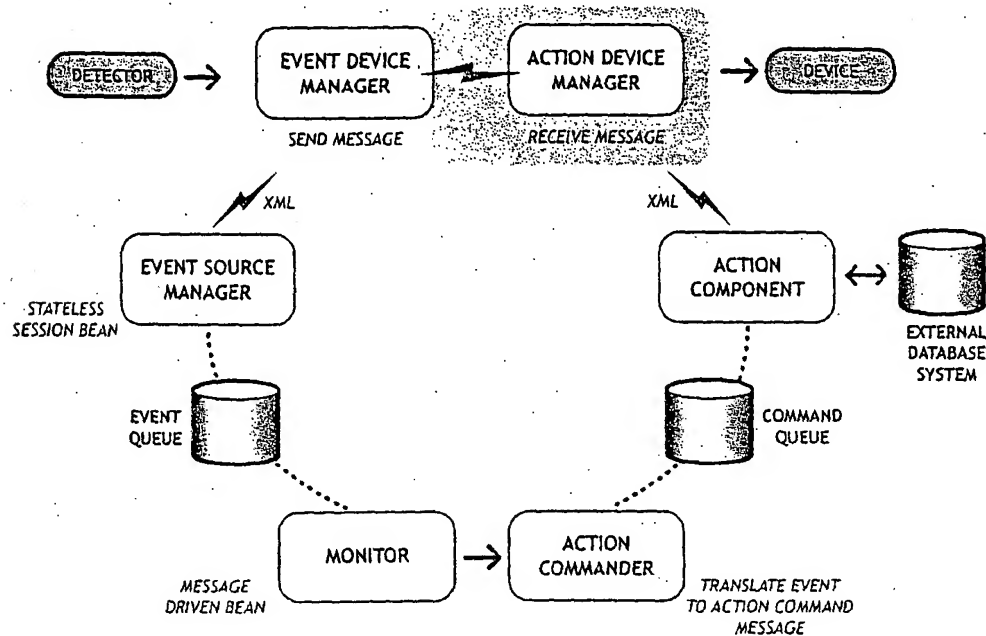 DETECTOR
EVENT DEVICE
MANAGER
ACTION DEVICE
MANAGER
DEVICE
SEND MESSAGE
RECEIVE MESSAGE
XML
XML
EVENT SOURCE
MANAGER
ACTION
COMPONENT
STATELESS
SESSION BEAN
EXTERNAL
DATABASE
SYSTEM
EVENT
QUEUE
COMMAND
QUEUE
MONITOR
ACTION
COMMANDER
MESSAGE
DRIVEN BEAN
TRANSLATE EVENT
TO ACTION COMMAND
MESSAGE